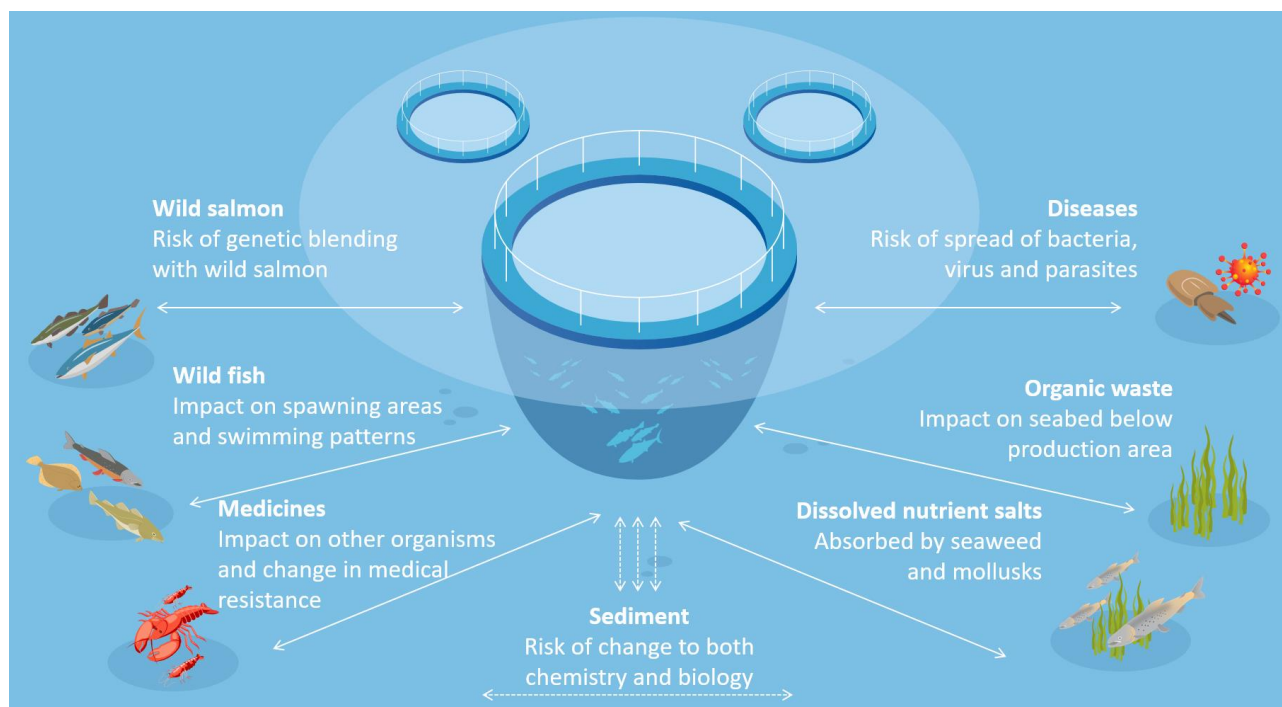 Wild salmon
Risk of genetic blending
with wild salmon
Wild fish
Impact on spawning areas
and swimming patterns
Medicines
Impact on other organisms
and change in medical
resistance
Sediment
Risk of change to both
chemistry and biology
Diseases
Risk of spread of bacteria,
virus and parasites
Organic waste
Impact on seabed below
production area
Dissolved nutrient salts
Absorbed by seaweed
and mollusks